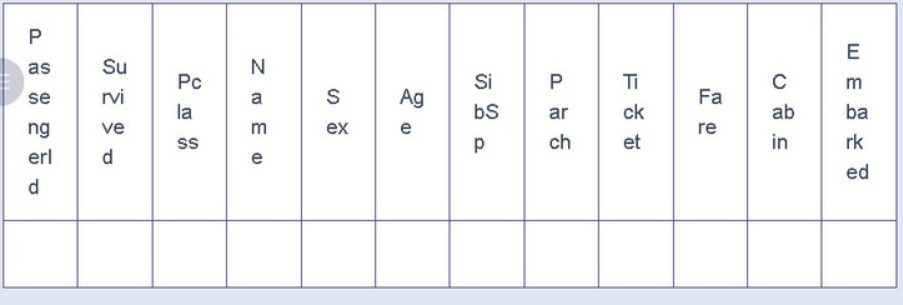 P
as
se
ng
erI
d
Su
rvi
ve
d
Pc
la
ss
N
a
m
e
S
ex
Ag
e
Si
bS
p
P
ar
ch
Ti
ck
et
Fa
re
C
ab
in
E
m
ba
rk
ed